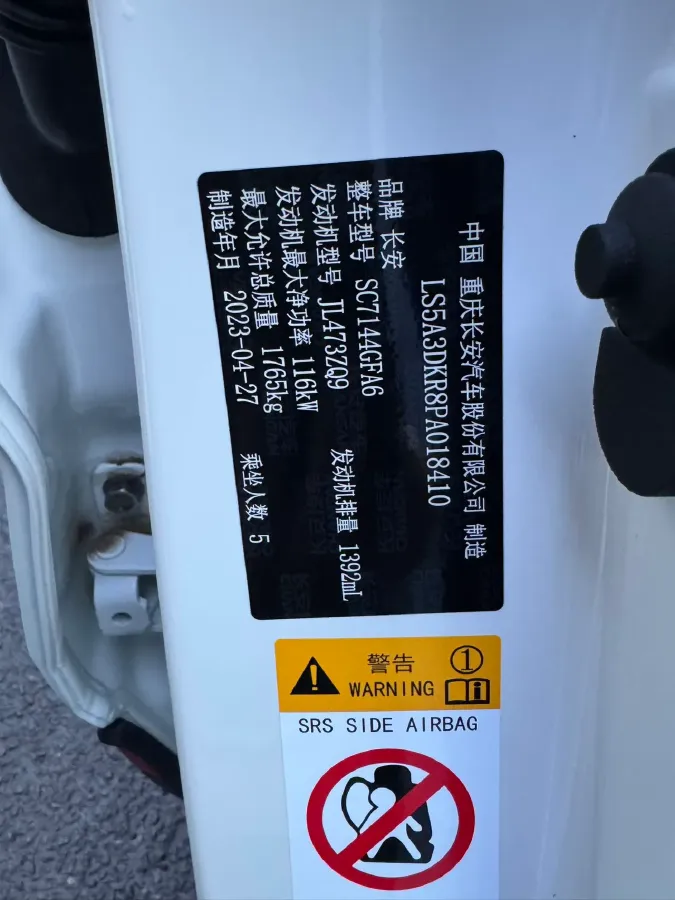 中国 重庆长安汽车股份有限公司 制造
LS5A3DKR8PA018410
品牌 长安
整车型号 SC7144GFA6
发动机型号 JL473ZQ9 发动机排量 1392mL
发动机最大净功率 116kW
最大允许总质量 1765kg 乘坐人数 5
制造年月 2023-04-27
警告 ①
WARNING
SRS SIDE AIRBAG